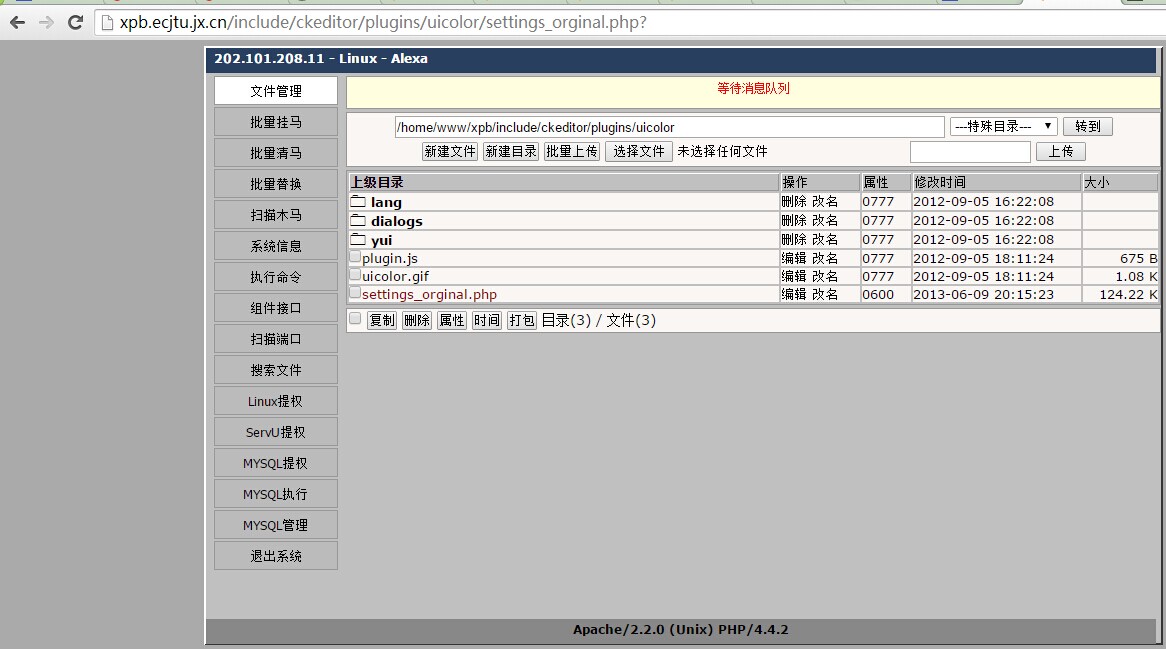 xpb.ecjtu.jx.cn/include/ckeditor/plugins/uicolor/settings_orginal.php?
202.101.208.11 - Linux - Alexa
文件管理
批量挂马
批量清马
批量替换
扫描木马
系统信息
执行命令
组件接口
扫描端口
搜索文件
Linux提权
ServU提权
MYSQL提权
MYSQL执行
MYSQL管理
退出系统
等待消息队列
/home/www/xpb/include/ckeditor/plugins/uicolor ---特殊目录--- 转到
新建文件 新建目录 批量上传 选择文件 未选择任何文件 上传
上级目录 操作 属性 修改时间 大小
lang 删除 改名 0777 2012-09-05 16:22:08
dialogs 删除 改名 0777 2012-09-05 16:22:08
yui 删除 改名 0777 2012-09-05 16:22:08
plugin.js 编辑 改名 0777 2012-09-05 18:11:24 675 B
uicolor.gif 编辑 改名 0777 2012-09-05 18:11:24 1.08 K
settings_orginal.php 编辑 改名 0600 2013-06-09 20:15:23 124.22 K
复制 删除 属性 时间 打包 目录(3) / 文件(3)
Apache/2.2.0 (Unix) PHP/4.4.2